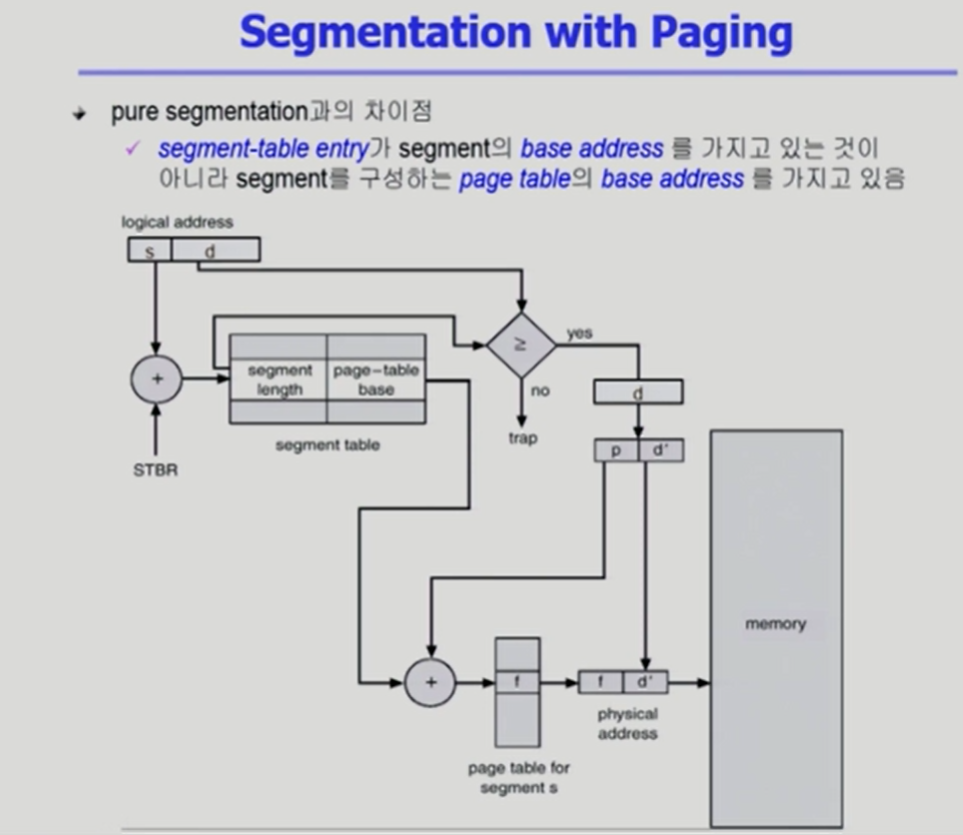 Segmentation with Paging
pure segmentation과의 차이점
segment-table entry가 segment의 base address 를 가지고 있는 것이
아니라 segment를 구성하는 page table의 base address 를 가지고 있음
logical address
s d
≥
yes
no
trap
+
segment length
page-table base
segment table
STBR
d
p d'
memory
+
f
f d'
physical
address
page table for
segment s